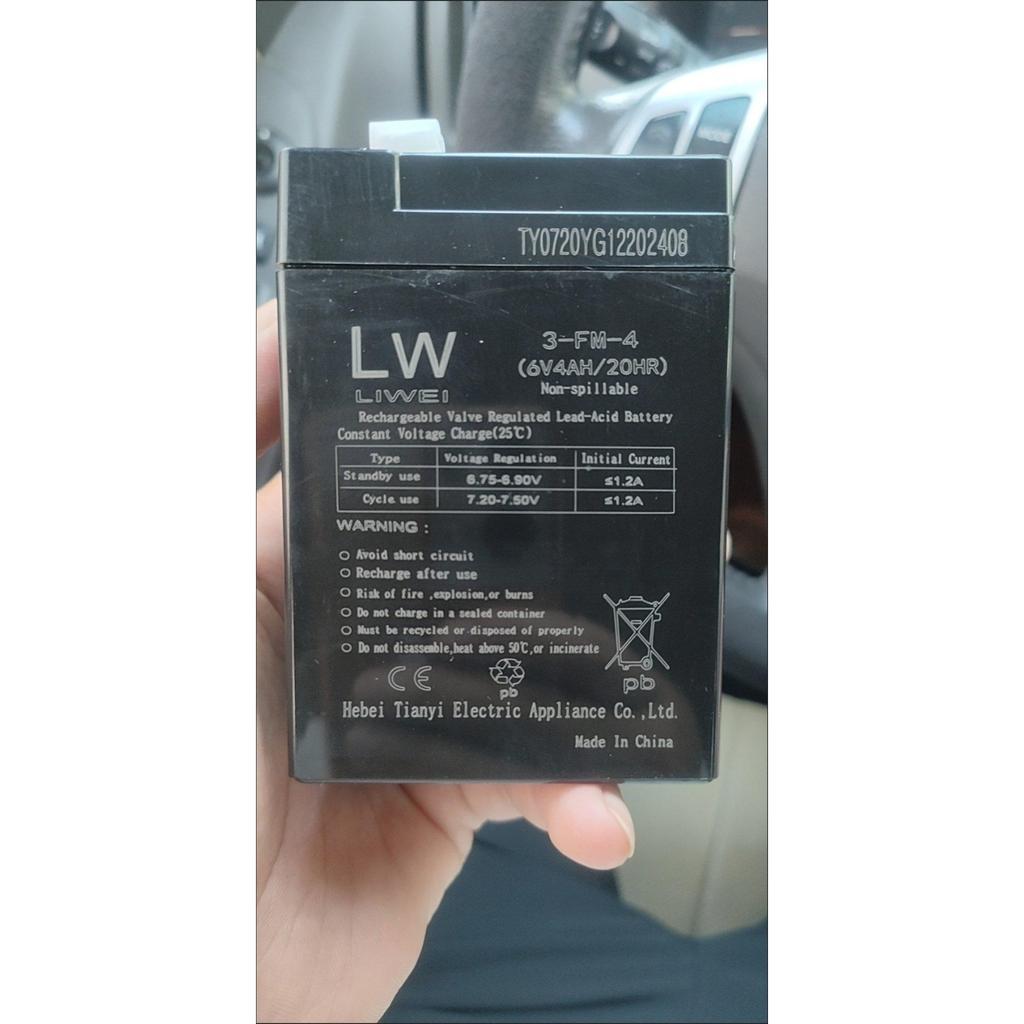 MODE
TY0720YG12202408
LW
LIWEI
3-FM-4
(6V4AH/20HR)
Non-spillable
Rechargeable Valve Regulated Lead-Acid Battery
Constant Voltage Charge(25℃)
Type Voltage Regulation Initial Current
Standby use 6.75-6.90V ≤1.2A
Cycle use 7.20-7.50V ≤1.2A
WARNING :
○ Avoid short circuit
○ Recharge after use
○ Risk of fire ,explosion,or burns
○ Do not charge in a sealed container
○ Must be recycled or disposed of properly
○ Do not disassemble,heat above 50℃, or incinerate
CE
pb
pb
Hebei Tianyi Electric Appliance Co.,Ltd.
Made In China